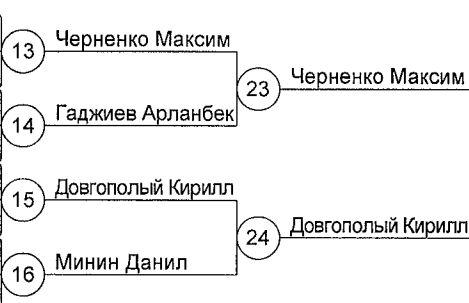 13 Черненко Максим
23 Черненко Максим
14 Гаджиев Арланбек
15 Довгополый Кирилл
24 Довгополый Кирилл
16 Минин Данил